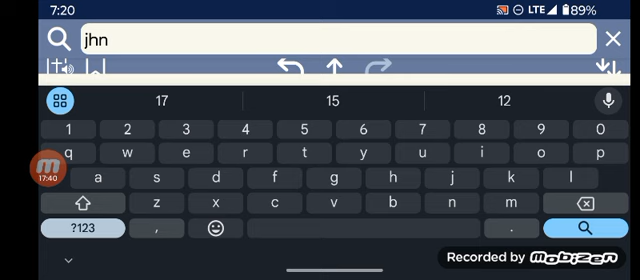 7:20 LTE 89%
jhn
17 15 12
1 2 3 4 5 6 7 8 9 0
q w e r t y u i o p
17:40
a s d f g h j k l
z x c v b n m
?123 , .
Recorded by Mobizen